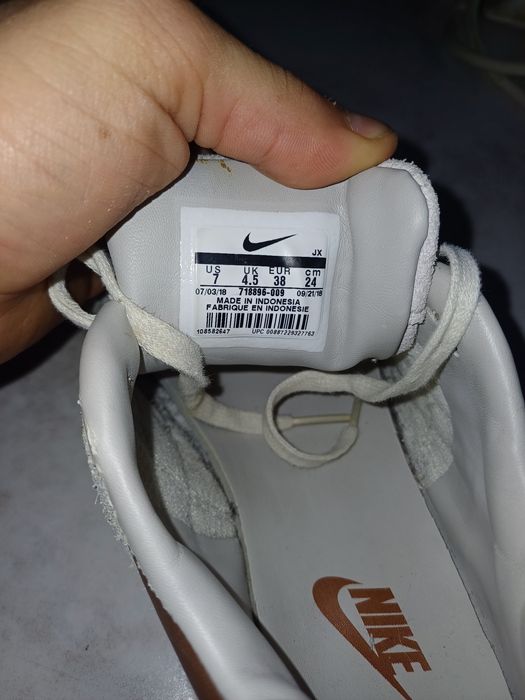 JX
US UK EUR cm
7 4.5 38 24
07/03/18 718896-009 09/21/18
MADE IN INDONESIA
FABRIQUE EN INDONESIE
108582647 UPC 00887229327763
NIKE